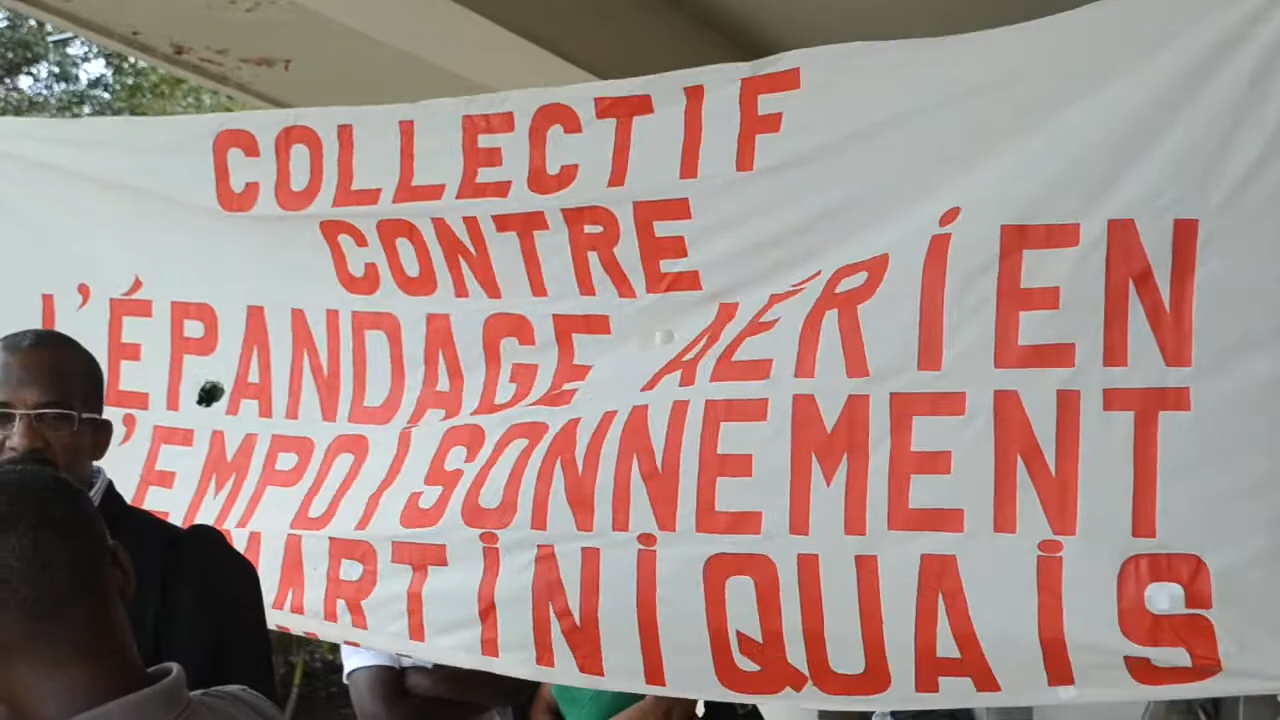 COLLECTIF
CONTRE
L'ÉPANDAGE AÉRIEN
L'EMPOISONNEMENT
MARTINIQUAIS